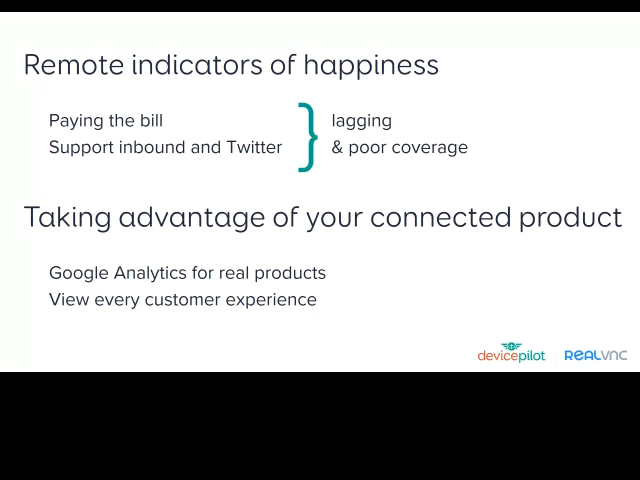 Remote indicators of happiness
Paying the bill
Support inbound and Twitter
} lagging
& poor coverage
Taking advantage of your connected product
Google Analytics for real products
View every customer experience
devicepilot
REALVNC